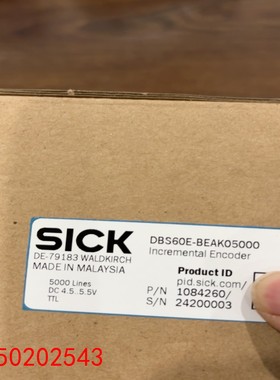 SICK
DE-79183 WALDKIRCH
MADE IN MALAYSIA
5000 Lines
DC 4.5..5.5V
TTL
DBS60E-BEAK05000
Incremental Encoder
Product ID
pid.sick.com/
P/N 1084260/
S/N 24200003
50202543